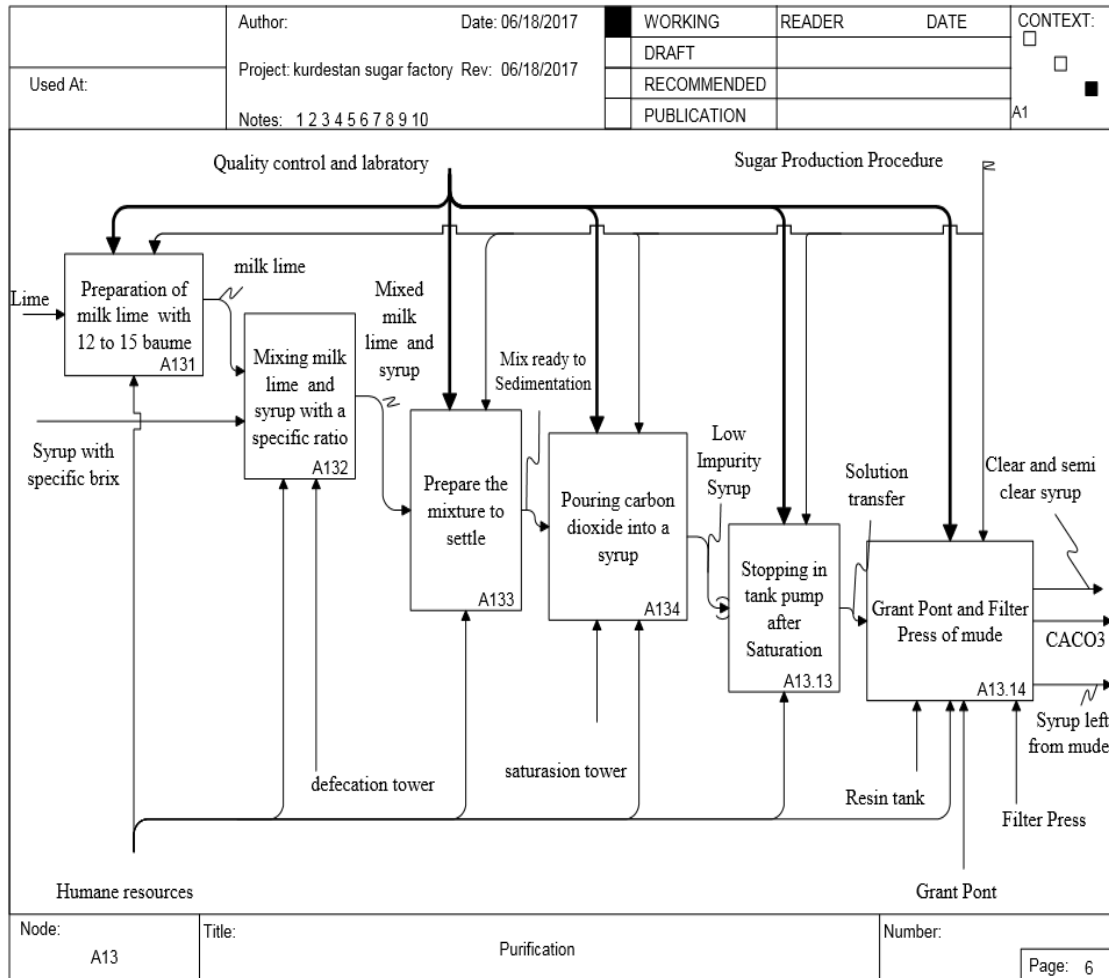 Author:
Date: 06/18/2017
Project: kurdestan sugar factory
Rev: 06/18/2017
Notes: 1 2 3 4 5 6 7 8 9 10
Used At:
WORKING
DRAFT
RECOMMENDED
PUBLICATION
READER
DATE
CONTEXT:
A1
Quality control and labratory
Sugar Production Procedure
Lime
Preparation of
milk lime with
12 to 15 baume
A131
milk lime
Syrup with
specific brix
Mixing milk
lime and
syrup with a
specific ratio
A132
Mixed
milk
lime and
syrup
Prepare the
mixture to
settle
A133
Mix ready to
Sedimentation
Pouring carbon
dioxide into a
syrup
A134
Low
Impurity
Syrup
Stopping in
tank pump
after
Saturation
A13.13
Solution
transfer
Grant Pont and Filter
Press of mude
A13.14
Clear and semi
clear syrup
CACO3
Syrup left
from mude
defecation tower
saturasion tower
Resin tank
Filter Press
Humane resources
Grant Pont
Node:
A13
Title:
Purification
Number:
Page: 6